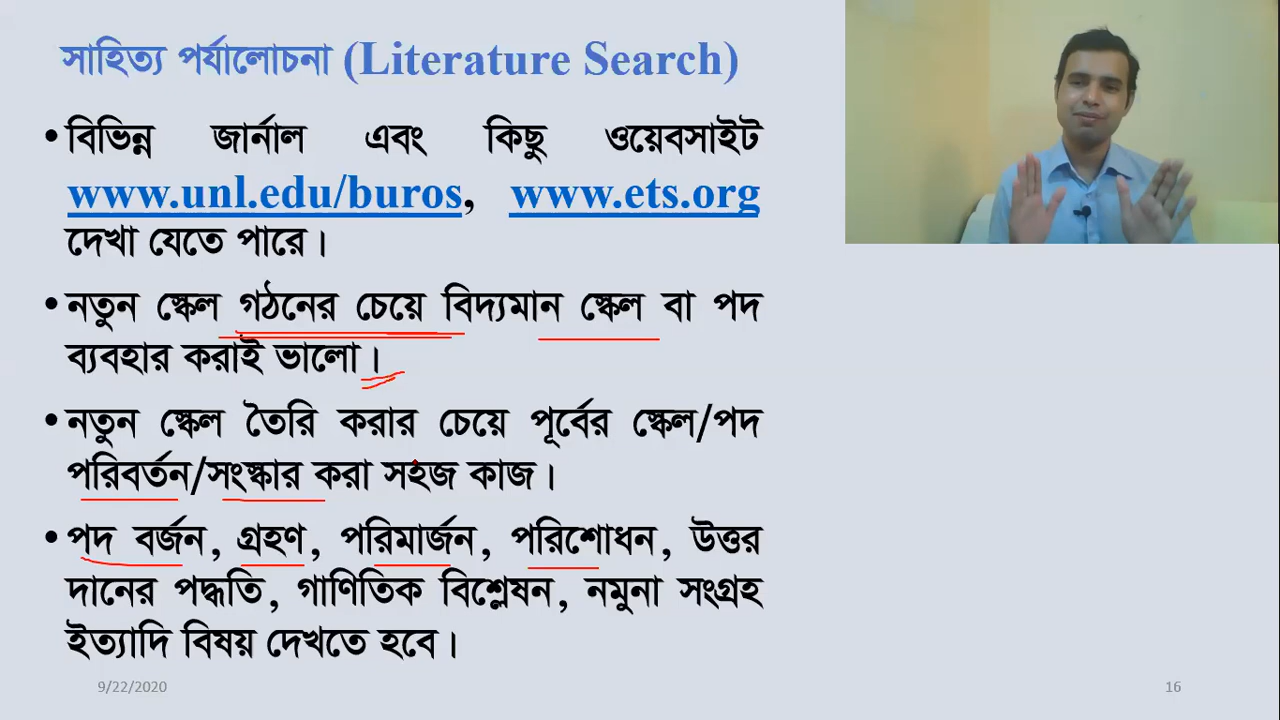 সাহিত্য পর্যালোচনা (Literature Search)
• বিভিন্ন জার্নাল এবং কিছু ওয়েবসাইট
www.unl.edu/buros, www.ets.org
দেখা যেতে পারে।
• নতুন স্কেল গঠনের চেয়ে বিদ্যমান স্কেল বা পদ
ব্যবহার করাই ভালো।
• নতুন স্কেল তৈরি করার চেয়ে পূর্বের স্কেল/পদ
পরিবর্তন/সংস্কার করা সহজ কাজ।
• পদ বর্জন, গ্রহণ, পরিমার্জন, পরিশোধন, উত্তর
দানের পদ্ধতি, গাণিতিক বিশ্লেষন, নমুনা সংগ্রহ
ইত্যাদি বিষয় দেখতে হবে।
9/22/2020
16